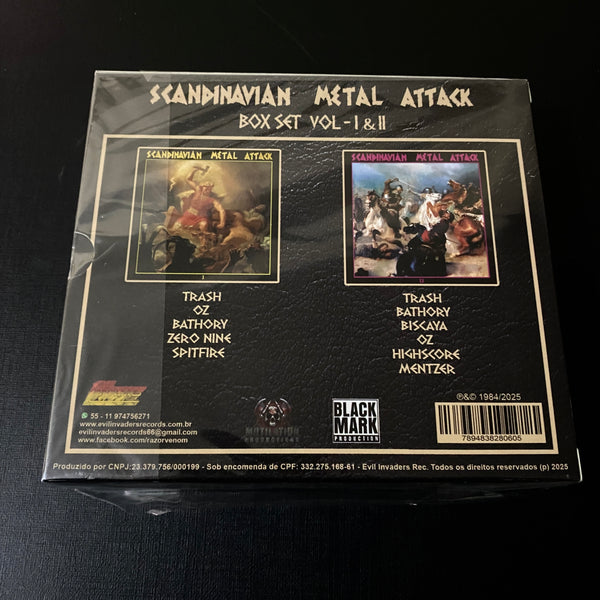 SCANDINAVIAN METAL ATTACK
BOX SET VOL - I & II
SCANDINAVIAN METAL ATTACK
I
TRASH
OZ
BATHORY
ZERO NINE
SPITFIRE
SCANDINAVIAN METAL ATTACK
II
TRASH
BATHORY
BISCAYA
OZ
HIGHSCORE
MENTZER
55 - 11 974756271
www.evilinvadersrecords.com.br
evilinvadersrecords66@gmail.com
www.facebook.com/razorvenom
MUTILATION
PRODUCTIONS
BLACK
MARK
PRODUCTION
℗&© 1984/2025
7894838280605
Produzido por CNPJ:23.379.756/000199 - Sob encomenda de CPF: 332.275.168-61 - Evil Invaders Rec. Todos os direitos reservados (p) 2025